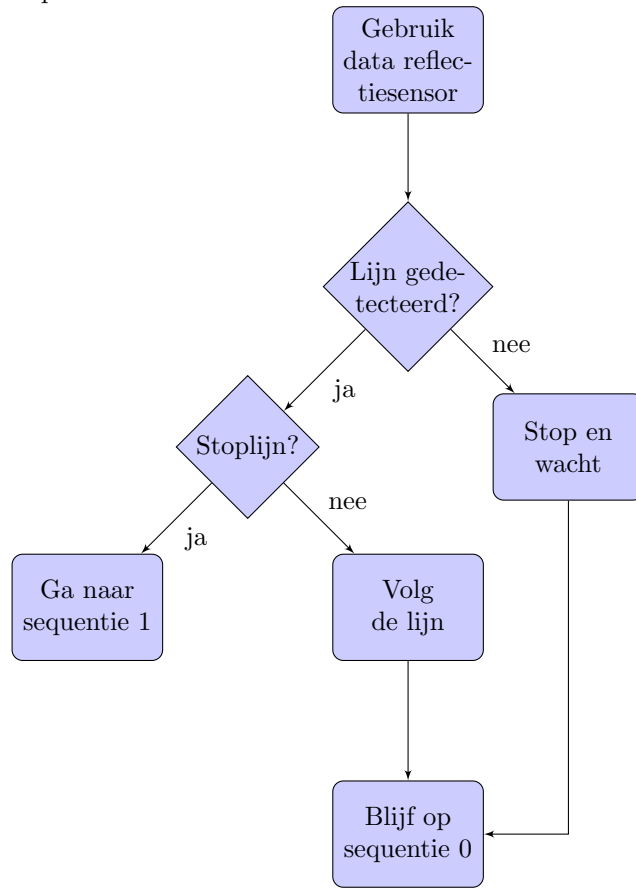 Gebruik
data reflec-
tiesensor
Lijn gede-
tecteerd?
nee
ja
Stoplijn?
Stop en
wacht
nee
ja
Ga naar
sequentie 1
Volg
de lijn
Blijf op
sequentie 0